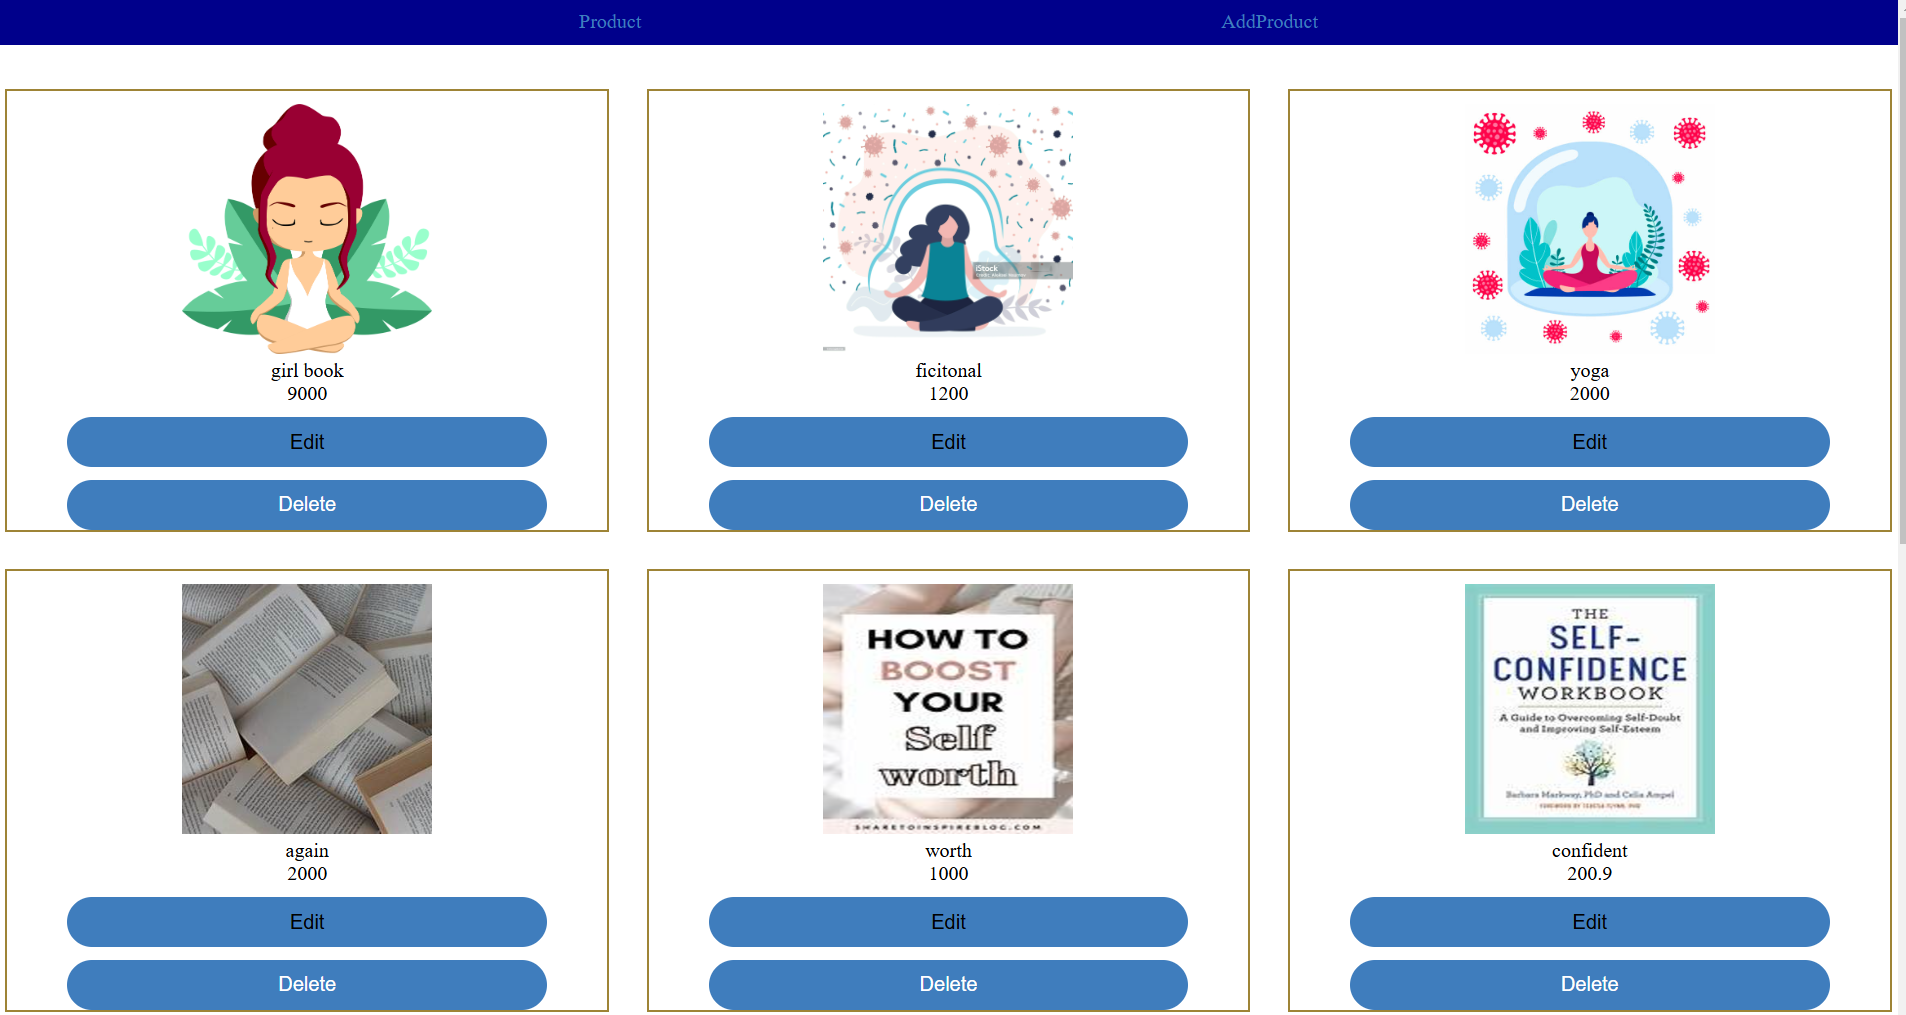 Product
AddProduct
iStock
girl book
9000
Edit
Delete
ficitonal
1200
Edit
Delete
yoga
2000
Edit
Delete
again
2000
Edit
Delete
HOW TO
BOOST
YOUR
Self
worth
SHARETOINSPIREBLOG.COM
worth
1000
Edit
Delete
THE
SELF-
CONFIDENCE
WORKBOOK
A Guide to Overcoming Self-Doubt
and Improving Self-Esteem
Barbara Markway, PhD and Celia Ampel
confident
200.9
Edit
Delete